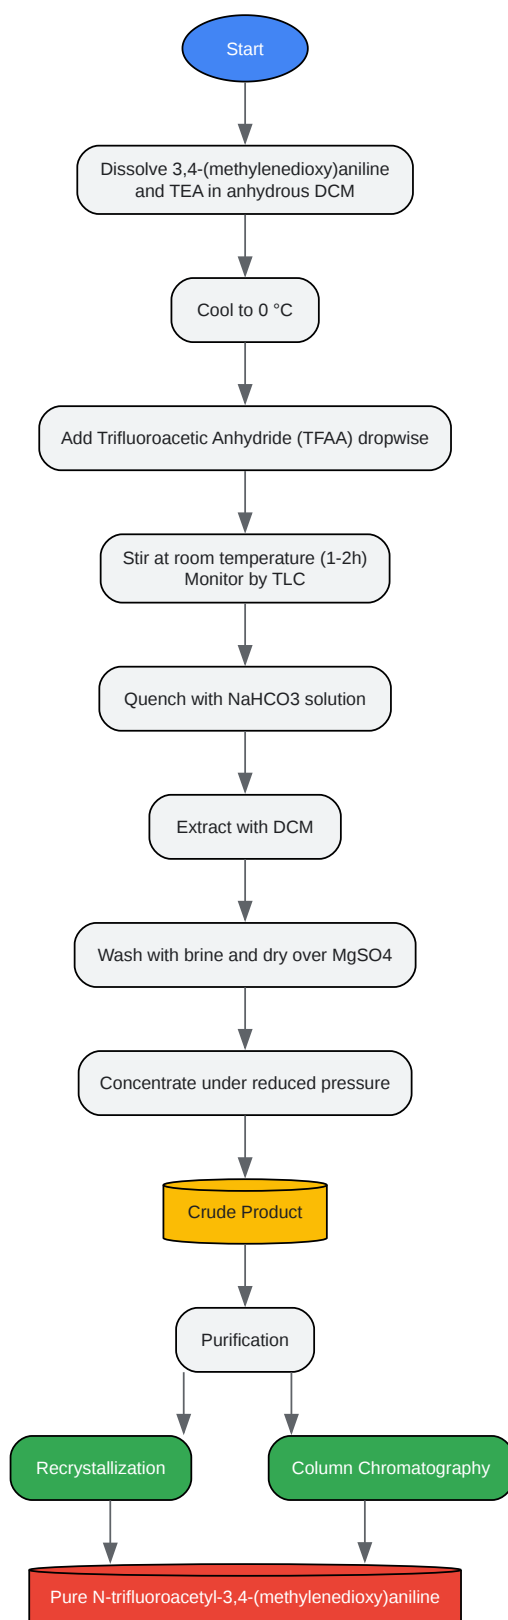 Start
Dissolve 3,4-(methylenedioxy)aniline
and TEA in anhydrous DCM
Cool to 0 °C
Add Trifluoroacetic Anhydride (TFAA) dropwise
Stir at room temperature (1-2h)
Monitor by TLC
Quench with NaHCO3 solution
Extract with DCM
Wash with brine and dry over MgSO4
Concentrate under reduced pressure
Crude Product
Purification
Recrystallization
Column Chromatography
Pure N-trifluoroacetyl-3,4-(methylenedioxy)aniline